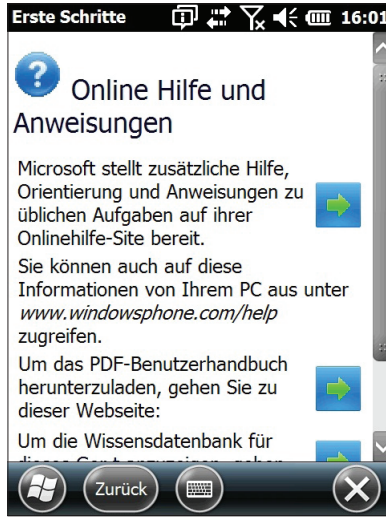 Erste Schritte 16:01
Online Hilfe und
Anweisungen
Microsoft stellt zusätzliche Hilfe,
Orientierung und Anweisungen zu
üblichen Aufgaben auf ihrer
Onlinehilfe-Site bereit.
Sie können auch auf diese
Informationen von Ihrem PC aus unter
www.windowsphone.com/help
zugreifen.
Um das PDF-Benutzerhandbuch
herunterzuladen, gehen Sie zu
dieser Webseite:
Um die Wissensdatenbank für
Zurück